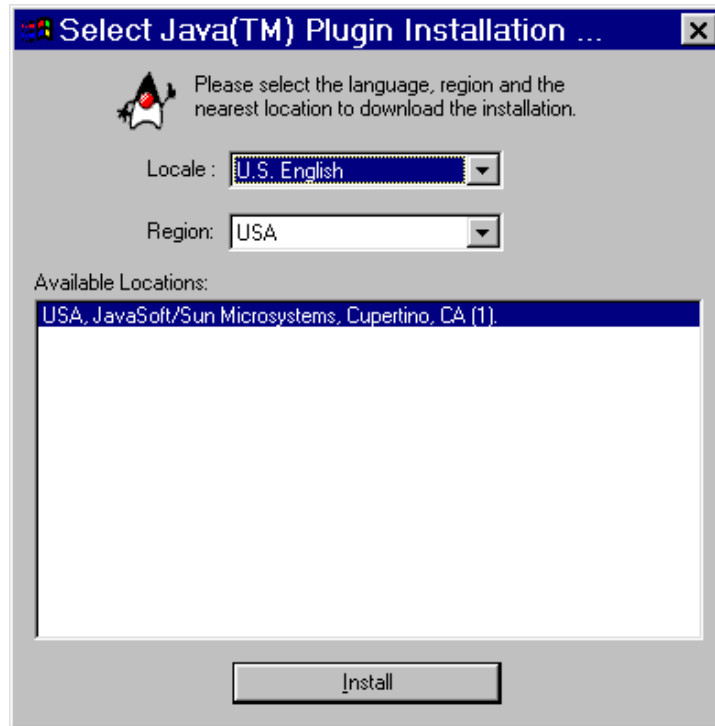 Select Java(TM) Plugin Installation ...
Please select the language, region and the
nearest location to download the installation.
Locale : U.S. English
Region: USA
Available Locations:
USA, JavaSoft/Sun Microsystems, Cupertino, CA (1).
Install